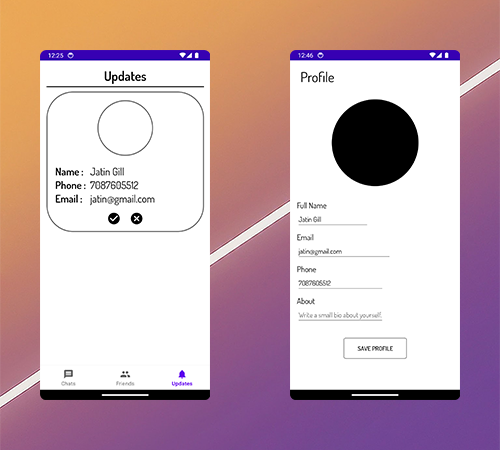 12:25
Updates
Name : Jatin Gill
Phone : 7087605512
Email : jatin@gmail.com
Chats Friends Updates
12:46
Profile
Full Name
Jatin Gill
Email
jatin@gmail.com
Phone
7087605512
About
Write a small bio about yourself.
SAVE PROFILE